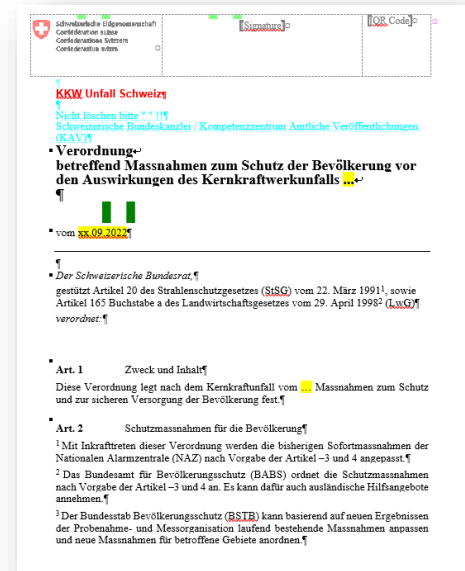 Schweizerische Eidgenossenschaft
Confédération suisse
Confederazione Svizzera
Confederaziun svizra
[Signature]
[QR Code]
KKW Unfall Schweiz¶
¶
Nicht löschen bitte " " !!¶
Schweizerische Bundeskanzlei / Kompetenzzentrum Amtliche Veröffentlichungen
(KAV)¶
Verordnung↵
betreffend Massnahmen zum Schutz der Bevölkerung vor
den Auswirkungen des Kernkraftwerkunfalls ...↵
¶
vom xx.09.2022¶
¶
Der Schweizerische Bundesrat,¶
gestützt Artikel 20 des Strahlenschutzgesetzes (StSG) vom 22. März 1991¹, sowie
Artikel 165 Buchstabe a des Landwirtschaftsgesetzes vom 29. April 1998² (LwG)¶
verordnet:¶
Art. 1 Zweck und Inhalt¶
Diese Verordnung legt nach dem Kernkraftunfall vom ... Massnahmen zum Schutz
und zur sicheren Versorgung der Bevölkerung fest.¶
Art. 2 Schutzmassnahmen für die Bevölkerung¶
¹ Mit Inkrafttreten dieser Verordnung werden die bisherigen Sofortmassnahmen der
Nationalen Alarmzentrale (NAZ) nach Vorgabe der Artikel –3 und 4 angepasst.¶
² Das Bundesamt für Bevölkerungsschutz (BABS) ordnet die Schutzmassnahmen
nach Vorgabe der Artikel –3 und 4 an. Es kann dafür auch ausländische Hilfsangebote
annehmen.¶
³ Der Bundesstab Bevölkerungsschutz (BSTB) kann basierend auf neuen Ergebnissen
der Probenahme- und Messorganisation laufend bestehende Massnahmen anpassen
und neue Massnahmen für betroffene Gebiete anordnen.¶